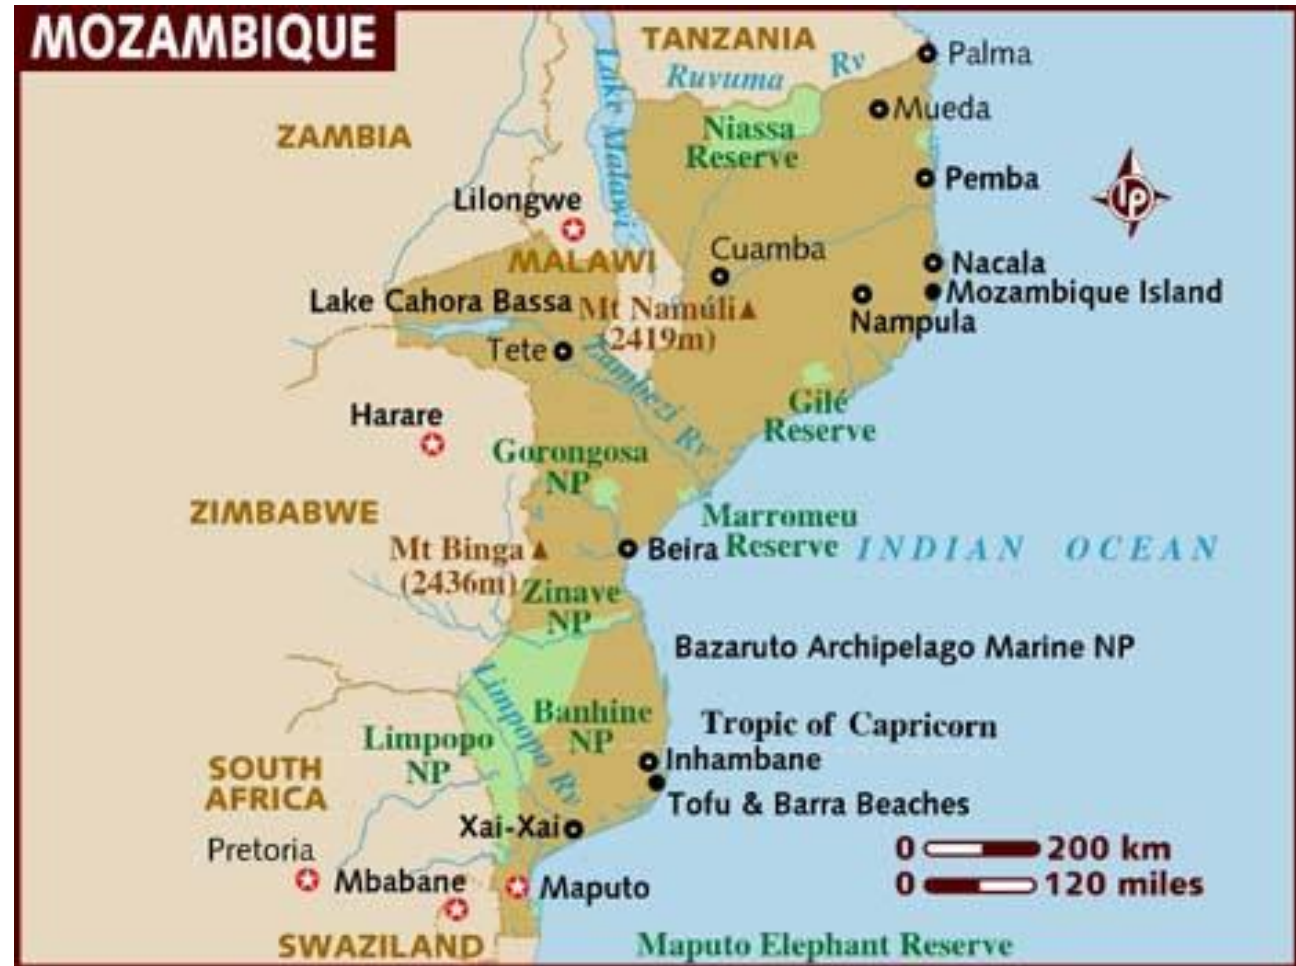 MOZAMBIQUE
TANZANIA
Ruvuma Rv
Palma
Mueda
Lake Malawi
ZAMBIA
Niassa
Reserve
Pemba
lp
Lilongwe
MALAWI
Cuamba
Nacala
Mozambique Island
Lake Cahora Bassa
Mt Namúli
(2419m)
Nampula
Tete
Zambezi Rv
Gilé
Reserve
Harare
Gorongosa
NP
ZIMBABWE
Marromeu
Reserve
Mt Binga
(2436m)
Beira
INDIAN OCEAN
Zinave
NP
Bazaruto Archipelago Marine NP
Limpopo Rv
Banhine
NP
Tropic of Capricorn
Limpopo
NP
Inhambane
SOUTH
AFRICA
Tofu & Barra Beaches
Xai-Xai
0 200 km
0 120 miles
Pretoria
Mbabane
Maputo
SWAZILAND
Maputo Elephant Reserve